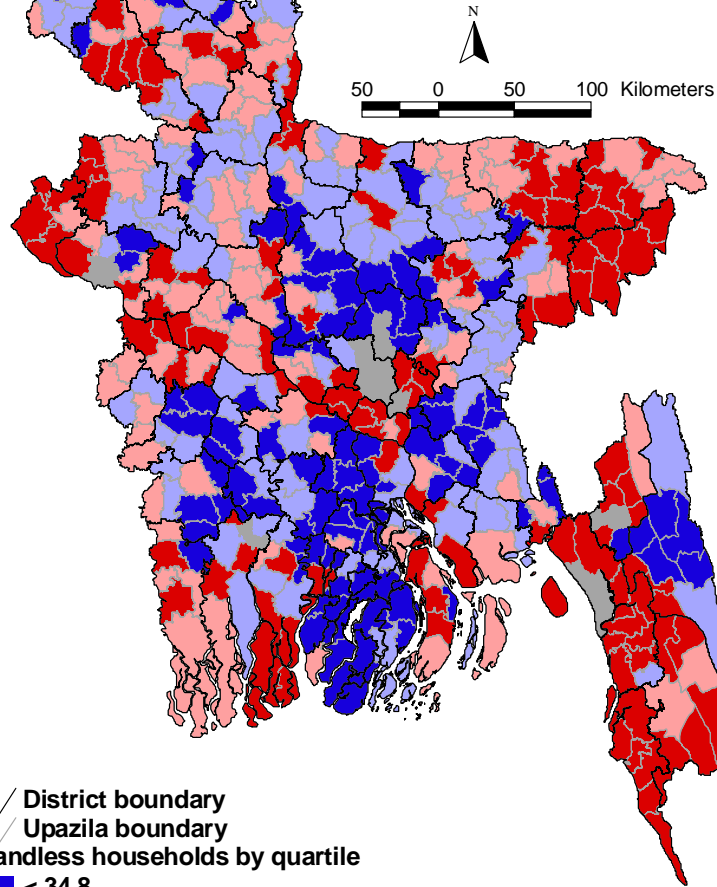 N
50 0 50 100 Kilometers
District boundary
Upazila boundary
andless households by quartile
< 34.8